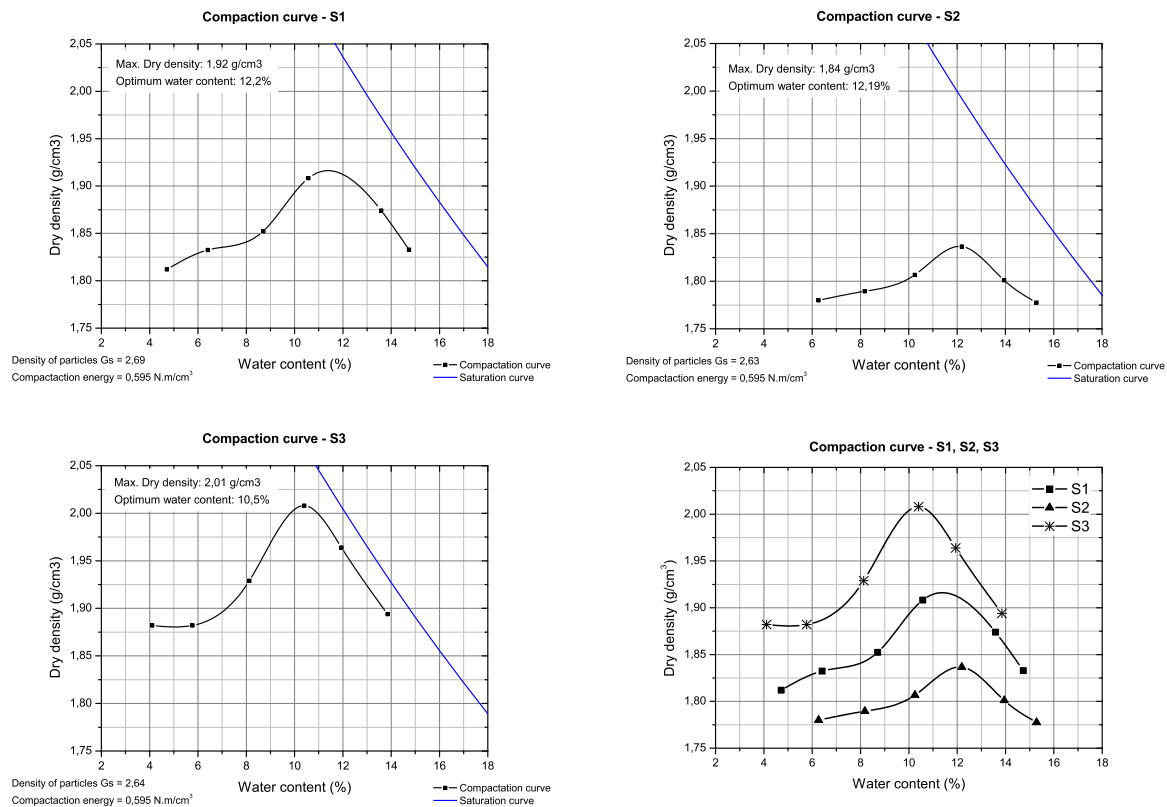 Compaction curve - S1
Max. Dry density: 1,92 g/cm3
Optimum water content: 12,2%
Dry density (g/cm3)
2,05
2,00
1,95
1,90
1,85
1,80
1,75
2 4 6 8 10 12 14 16 18
Water content (%)
Density of particles Gs = 2,69
Compactaction energy = 0,595 N.m/cm³
Compactation curve
Saturation curve
Compaction curve - S2
Max. Dry density: 1,84 g/cm3
Optimum water content: 12,19%
Dry density (g/cm3)
2,05
2,00
1,95
1,90
1,85
1,80
1,75
2 4 6 8 10 12 14 16 18
Water content (%)
Density of particles Gs = 2,63
Compactaction energy = 0,595 N.m/cm³
Compactation curve
Saturation curve
Compaction curve - S3
Max. Dry density: 2,01 g/cm3
Optimum water content: 10,5%
Dry density (g/cm3)
2,05
2,00
1,95
1,90
1,85
1,80
1,75
2 4 6 8 10 12 14 16 18
Water content (%)
Density of particles Gs = 2,64
Compactaction energy = 0,595 N.m/cm³
Compactation curve
Saturation curve
Compaction curve - S1, S2, S3
S1
S2
S3
Dry density (g/cm³)
2,05
2,00
1,95
1,90
1,85
1,80
1,75
2 4 6 8 10 12 14 16 18
Water content (%)